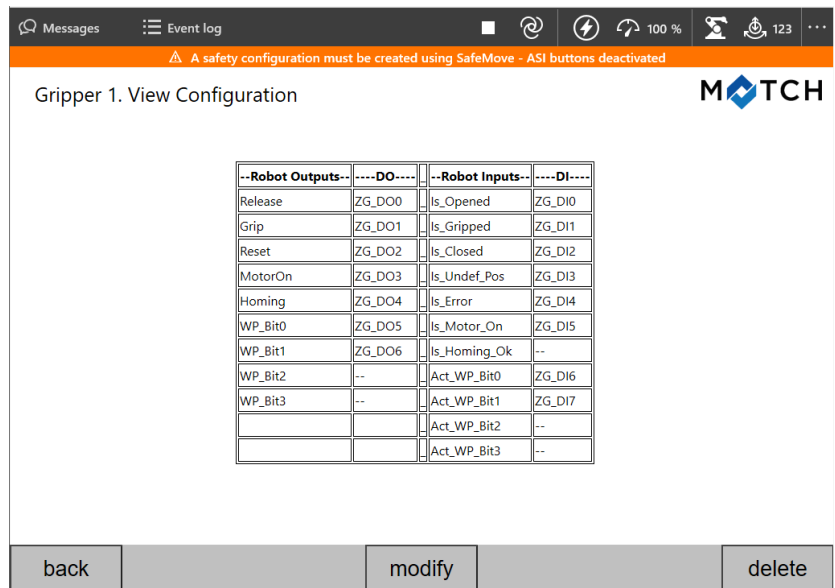 Messages Event log 100 % 123 ...
A safety configuration must be created using SafeMove - ASI buttons deactivated
Gripper 1. View Configuration
MATCH
--Robot Outputs-- ----DO---- _ --Robot Inputs-- ----DI----
Release ZG_DO0 _ Is_Opened ZG_DI0
Grip ZG_DO1 _ Is_Gripped ZG_DI1
Reset ZG_DO2 _ Is_Closed ZG_DI2
MotorOn ZG_DO3 _ Is_Undef_Pos ZG_DI3
Homing ZG_DO4 _ Is_Error ZG_DI4
WP_Bit0 ZG_DO5 _ Is_Motor_On ZG_DI5
WP_Bit1 ZG_DO6 _ Is_Homing_Ok --
WP_Bit2 -- _ Act_WP_Bit0 ZG_DI6
WP_Bit3 -- _ Act_WP_Bit1 ZG_DI7
_ Act_WP_Bit2 --
_ Act_WP_Bit3 --
back modify delete